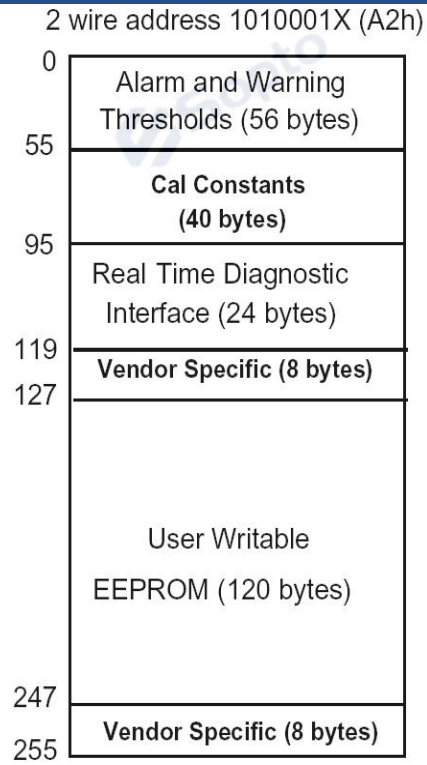 2 wire address 1010001X (A2h)
0
Alarm and Warning
Thresholds (56 bytes)
55
Cal Constants
(40 bytes)
95
Real Time Diagnostic
Interface (24 bytes)
119
Vendor Specific (8 bytes)
127
User Writable
EEPROM (120 bytes)
247
Vendor Specific (8 bytes)
255
Sopto